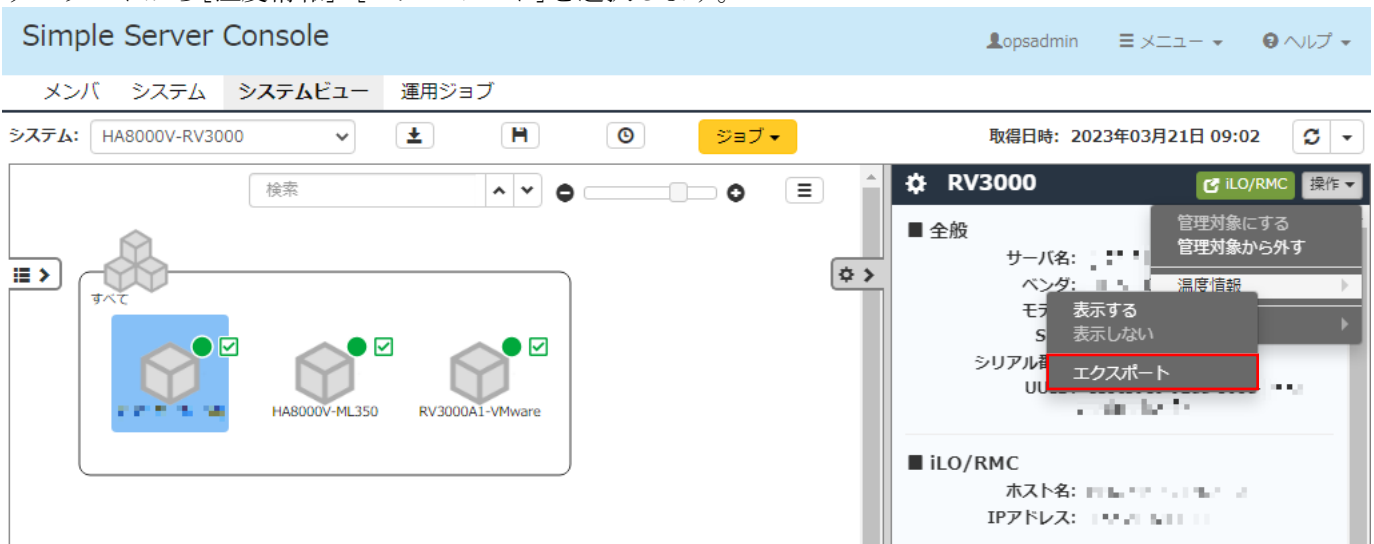 Simple Server Console
opsadmin メニュー ヘルプ
メンバ システム システムビュー 運用ジョブ
システム: HA8000V-RV3000 ジョブ 取得日時: 2023年03月21日 09:02
検索
RV3000 iLO/RMC 操作
管理対象にする
■ 全般
管理対象から外す
サーバ名:
ベンダ: 温度情報
すべて
表示する
表示しない
エクスポート
HA8000V-ML350 RV3000A1-VMware
■ iLO/RMC
ホスト名:
IPアドレス: